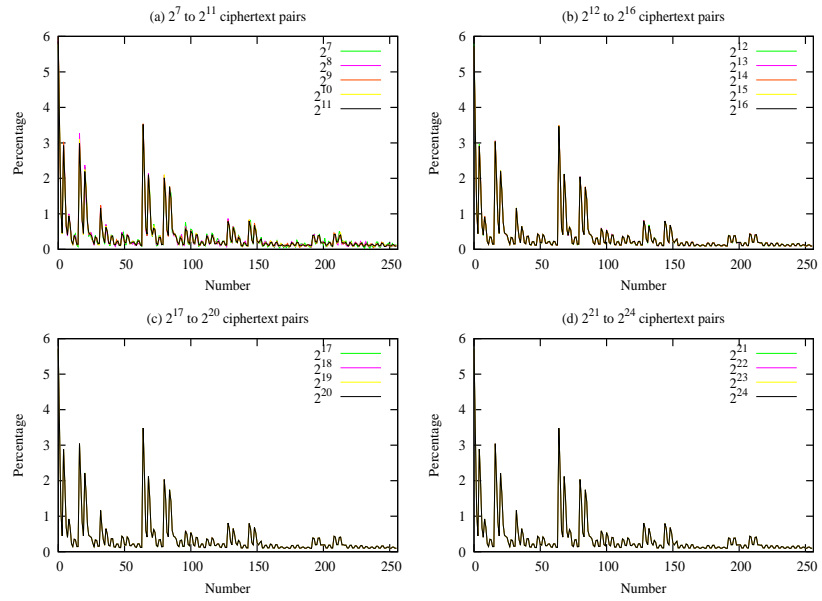 (a) 2^7 to 2^11 ciphertext pairs
6
5
4
3
2
1
0
Percentage
2^7
2^8
2^9
2^10
2^11
0 50 100 150 200 250
Number
(b) 2^12 to 2^16 ciphertext pairs
6
5
4
3
2
1
0
Percentage
2^12
2^13
2^14
2^15
2^16
0 50 100 150 200 250
Number
(c) 2^17 to 2^20 ciphertext pairs
6
5
4
3
2
1
0
Percentage
2^17
2^18
2^19
2^20
0 50 100 150 200 250
Number
(d) 2^21 to 2^24 ciphertext pairs
6
5
4
3
2
1
0
Percentage
2^21
2^22
2^23
2^24
0 50 100 150 200 250
Number